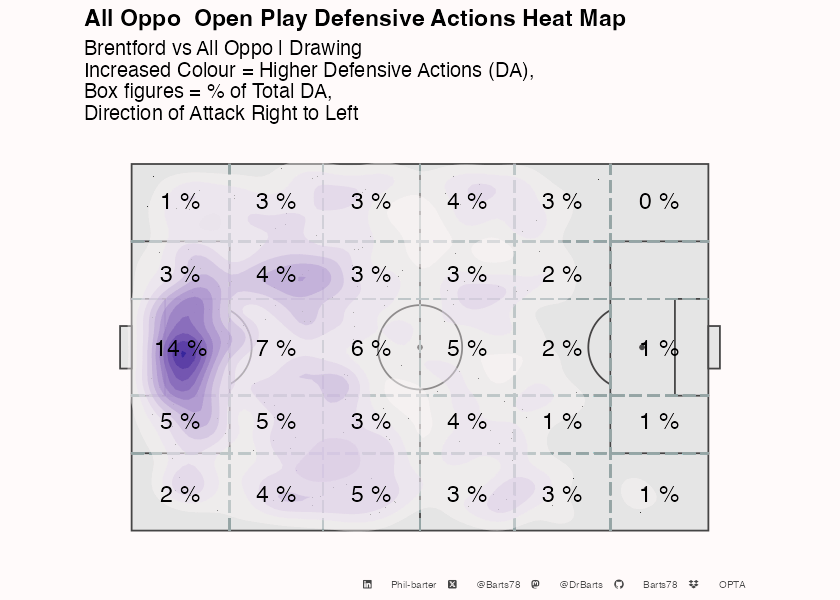 All Oppo  Open Play Defensive Actions Heat Map
Brentford vs All Oppo | Drawing
Increased Colour = Higher Defensive Actions (DA),
Box figures = % of Total DA,
Direction of Attack Right to Left
1 % 3 % 3 % 4 % 3 % 0 %
3 % 4 % 3 % 3 % 2 %
14 % 7 % 6 % 5 % 2 % 1 %
5 % 5 % 3 % 4 % 1 % 1 %
2 % 4 % 5 % 3 % 3 % 1 %
Phil-barter @Barts78 @DrBarts Barts78 OPTA